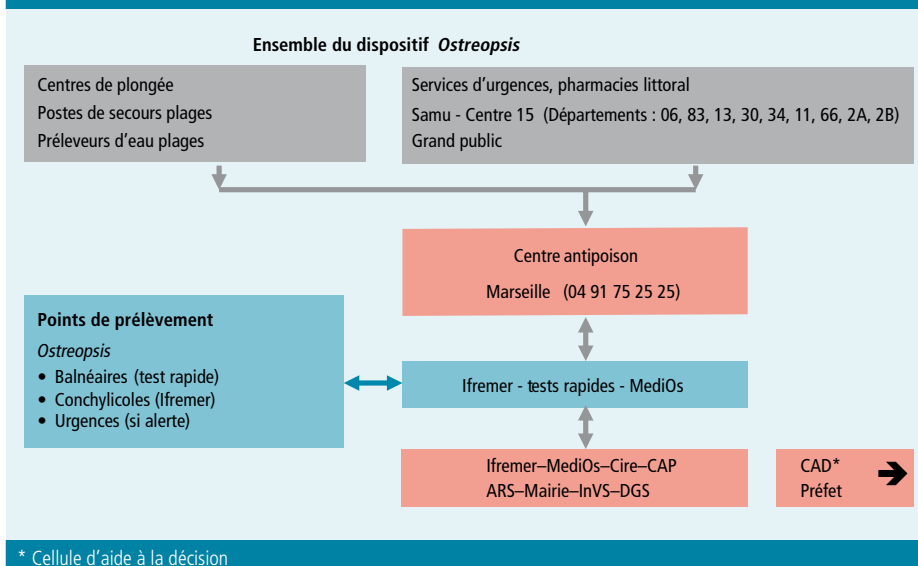 Ensemble du dispositif Ostreopsis
Centres de plongée
Postes de secours plages
Préleveurs d'eau plages
Services d'urgences, pharmacies littoral
Samu - Centre 15 (Départements : 06, 83, 13, 30, 34, 11, 66, 2A, 2B)
Grand public
Centre antipoison
Marseille (04 91 75 25 25)
Points de prélèvement
Ostreopsis
• Balnéaires (test rapide)
• Conchylicoles (Ifremer)
• Urgences (si alerte)
Ifremer - tests rapides - MediOs
Ifremer–MediOs–Cire–CAP
ARS–Mairie–InVS–DGS
CAD*
Préfet
* Cellule d'aide à la décision